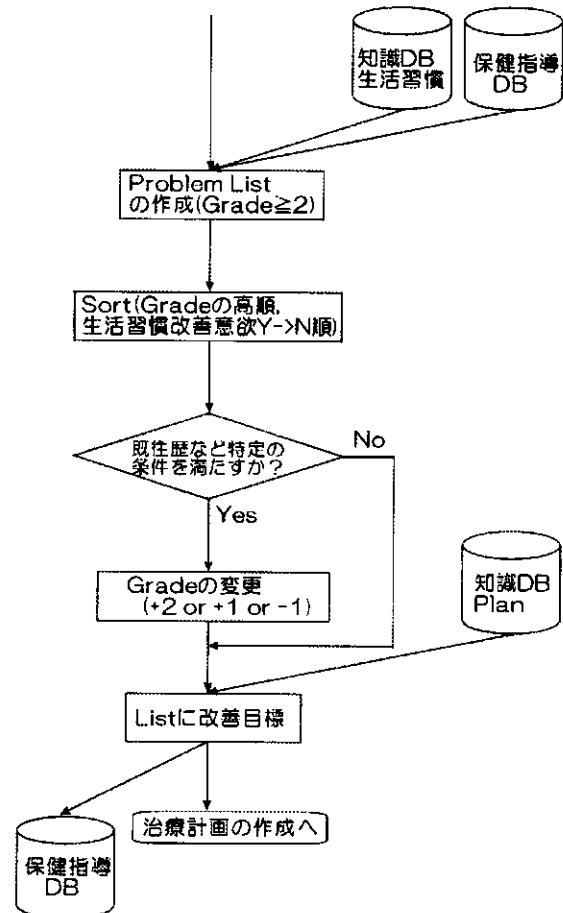 知識DB
生活習慣
保健指導
DB
Problem List
の作成(Grade≧2)
Sort(Gradeの高順,
生活習慣改善意欲Y->N順)
既往歴など特定の
条件を満たすか？
No
Yes
Gradeの変更
(+2 or +1 or -1)
知識DB
Plan
Listに改善目標
治療計画の作成へ
保健指導
DB